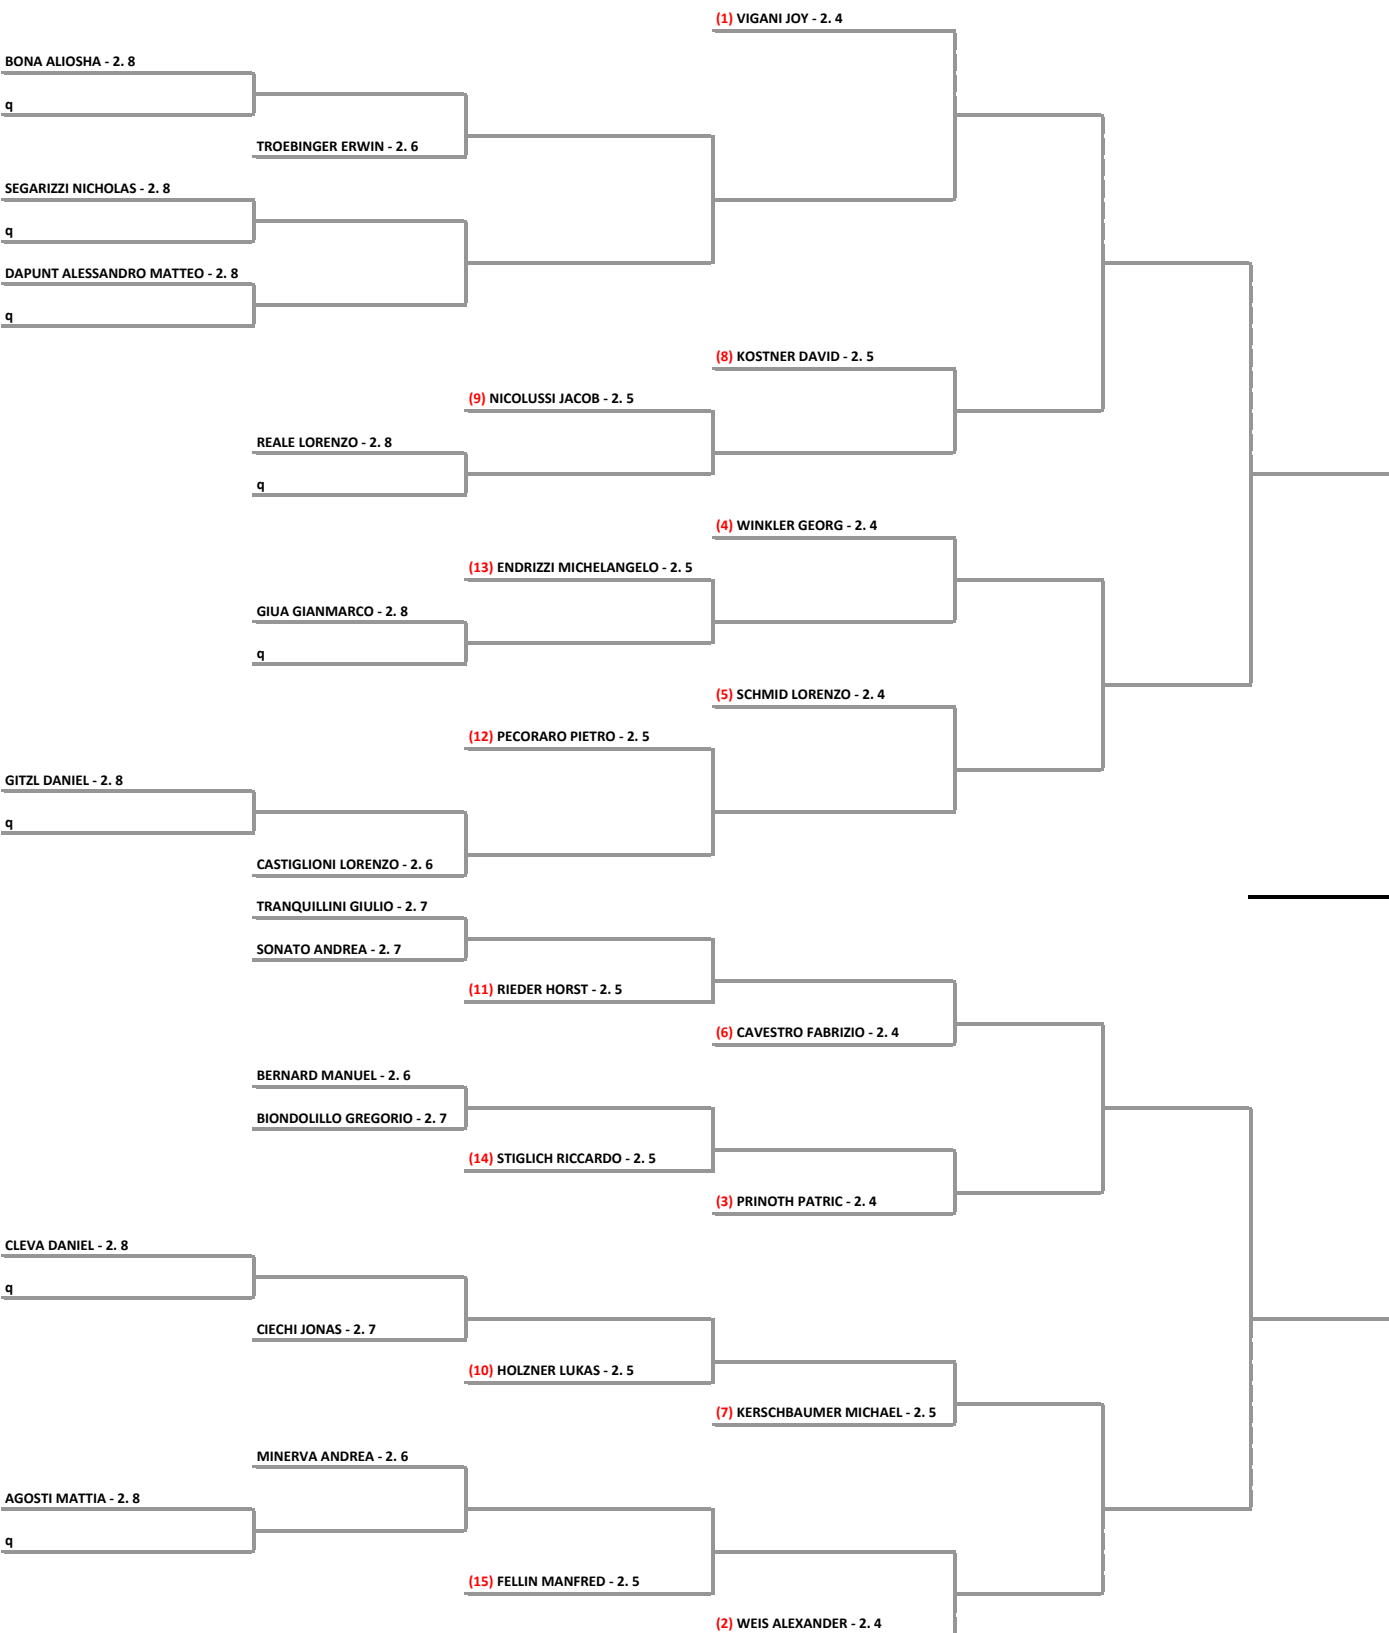 (1) VIGANI JOY - 2. 4
BONA ALIOSHA - 2. 8
q
TROEBINGER ERWIN - 2. 6
SEGARIZZI NICHOLAS - 2. 8
q
DAPUNT ALESSANDRO MATTEO - 2. 8
q
(8) KOSTNER DAVID - 2. 5
(9) NICOLUSSI JACOB - 2. 5
REALE LORENZO - 2. 8
q
(4) WINKLER GEORG - 2. 4
(13) ENDRIZZI MICHELANGELO - 2. 5
GIUA GIANMARCO - 2. 8
q
(5) SCHMID LORENZO - 2. 4
(12) PECORARO PIETRO - 2. 5
GITZL DANIEL - 2. 8
q
CASTIGLIONI LORENZO - 2. 6
TRANQUILLINI GIULIO - 2. 7
SONATO ANDREA - 2. 7
(11) RIEDER HORST - 2. 5
(6) CAVESTRO FABRIZIO - 2. 4
BERNARD MANUEL - 2. 6
BIONDOLILLO GREGORIO - 2. 7
(14) STIGLICH RICCARDO - 2. 5
(3) PRINOTH PATRIC - 2. 4
CLEVA DANIEL - 2. 8
q
CIECHI JONAS - 2. 7
(10) HOLZNER LUKAS - 2. 5
(7) KERSCHBAUMER MICHAEL - 2. 5
MINERVA ANDREA - 2. 6
AGOSTI MATTIA - 2. 8
q
(15) FELLIN MANFRED - 2. 5
(2) WEIS ALEXANDER - 2. 4